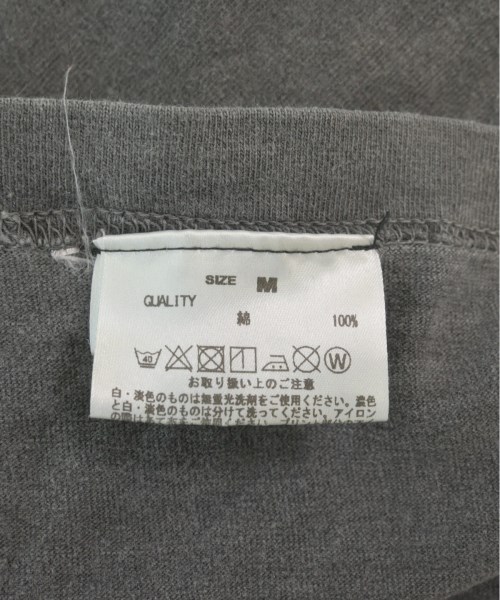 SIZE M
QUALITY
綿 100%
40 W
お取り扱い上のご注意
白・淡色のものは無蛍光洗剤をご使用ください。濃色
と白・淡色のものは分けて洗ってください。アイロン